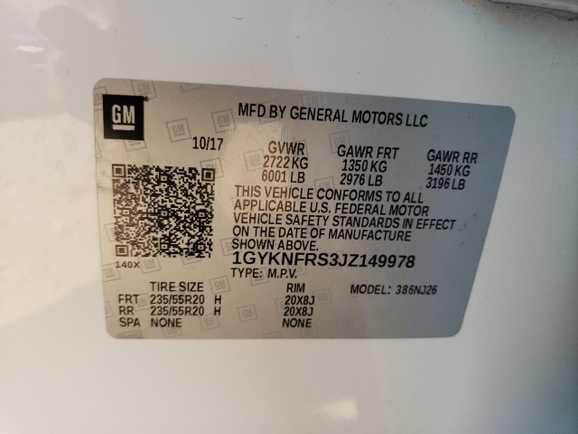 GM
MFD BY GENERAL MOTORS LLC
10/17
GVWR GAWR FRT GAWR RR
2722 KG 1350 KG 1450 KG
6001 LB 2976 LB 3196 LB
THIS VEHICLE CONFORMS TO ALL
APPLICABLE U.S. FEDERAL MOTOR
VEHICLE SAFETY STANDARDS IN EFFECT
ON THE DATE OF MANUFACTURE
SHOWN ABOVE.
140X
1GYKNFRS3JZ149978
TYPE: M.P.V.
TIRE SIZE RIM MODEL: 386NJ26
FRT 235/55R20 H 20X8J
RR 235/55R20 H 20X8J
SPA NONE NONE